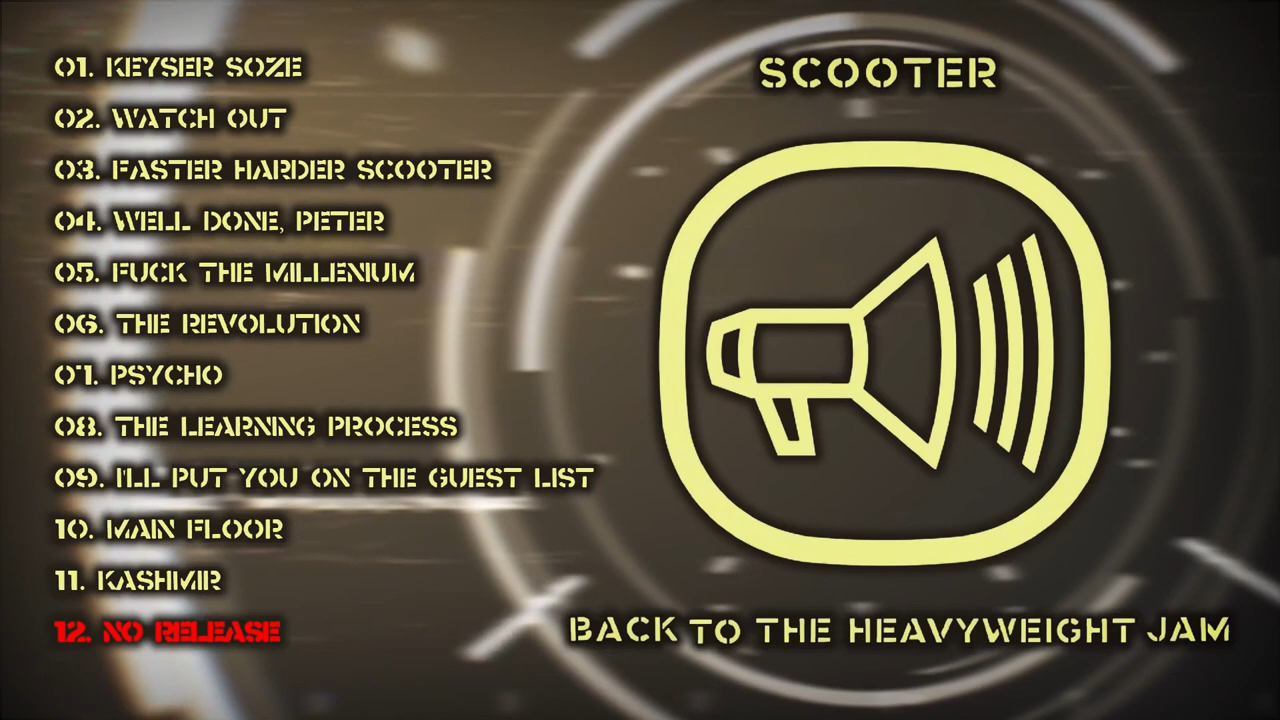 01. KEYSER SOZE
02. WATCH OUT
03. FASTER HARDER SCOOTER
04. WELL DONE, PETER
05. FUCK THE MILLENIUM
06. THE REVOLUTION
07. PSYCHO
08. THE LEARNING PROCESS
09. I'LL PUT YOU ON THE GUEST LIST
10. MAIN FLOOR
11. KASHMIR
12. NO RELEASE
SCOOTER
BACK TO THE HEAVYWEIGHT JAM